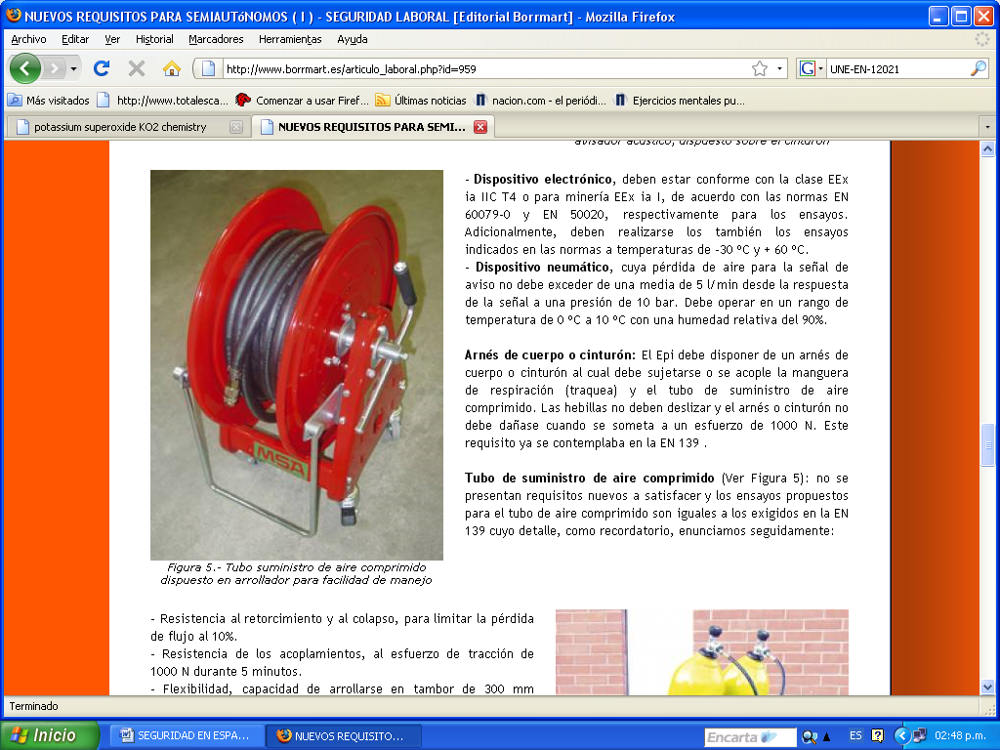 NUEVOS REQUISITOS PARA SEMIAUTóNOMOS ( I ) - SEGURIDAD LABORAL [Editorial Borrmart] - Mozilla Firefox
Archivo Editar Ver Historial Marcadores Herramientas Ayuda
http://www.borrmart.es/articulo_laboral.php?id=959
UNE-EN-12021
Más visitados http://www.totalesca... Comenzar a usar Firef... Últimas noticias nacion.com - el periódi... Ejercicios mentales pu...
potassium superoxide KO2 chemistry NUEVOS REQUISITOS PARA SEMI...
avisador acústico, dispuesto sobre el cinturón
- Dispositivo electrónico, deben estar conforme con la clase EEx
ia IIC T4 o para minería EEx ia I, de acuerdo con las normas EN
60079-0 y EN 50020, respectivamente para los ensayos.
Adicionalmente, deben realizarse los también los ensayos
indicados en las normas a temperaturas de -30 ºC y + 60 ºC.
- Dispositivo neumático, cuya pérdida de aire para la señal de
aviso no debe exceder de una media de 5 l/min desde la respuesta
de la señal a una presión de 10 bar. Debe operar en un rango de
temperatura de 0 ºC a 10 ºC con una humedad relativa del 90%.
Arnés de cuerpo o cinturón: El Epi debe disponer de un arnés de
cuerpo o cinturón al cual debe sujetarse o se acople la manguera
de respiración (traquea) y el tubo de suministro de aire
comprimido. Las hebillas no deben deslizar y el arnés o cinturón no
debe dañase cuando se someta a un esfuerzo de 1000 N. Este
requisito ya se contemplaba en la EN 139 .
Tubo de suministro de aire comprimido (Ver Figura 5): no se
presentan requisitos nuevos a satisfacer y los ensayos propuestos
para el tubo de aire comprimido son iguales a los exigidos en la EN
139 cuyo detalle, como recordatorio, enunciamos seguidamente:
MSA
Figura 5.- Tubo suministro de aire comprimido
dispuesto en arrollador para facilidad de manejo
- Resistencia al retorcimiento y al colapso, para limitar la pérdida
de flujo al 10%.
- Resistencia de los acoplamientos, al esfuerzo de tracción de
1000 N durante 5 minutos.
- Flexibilidad, capacidad de arrollarse en tambor de 300 mm
Terminado
Inicio SEGURIDAD EN ESPA... NUEVOS REQUISITO... Encarta ES 02:48 p.m.